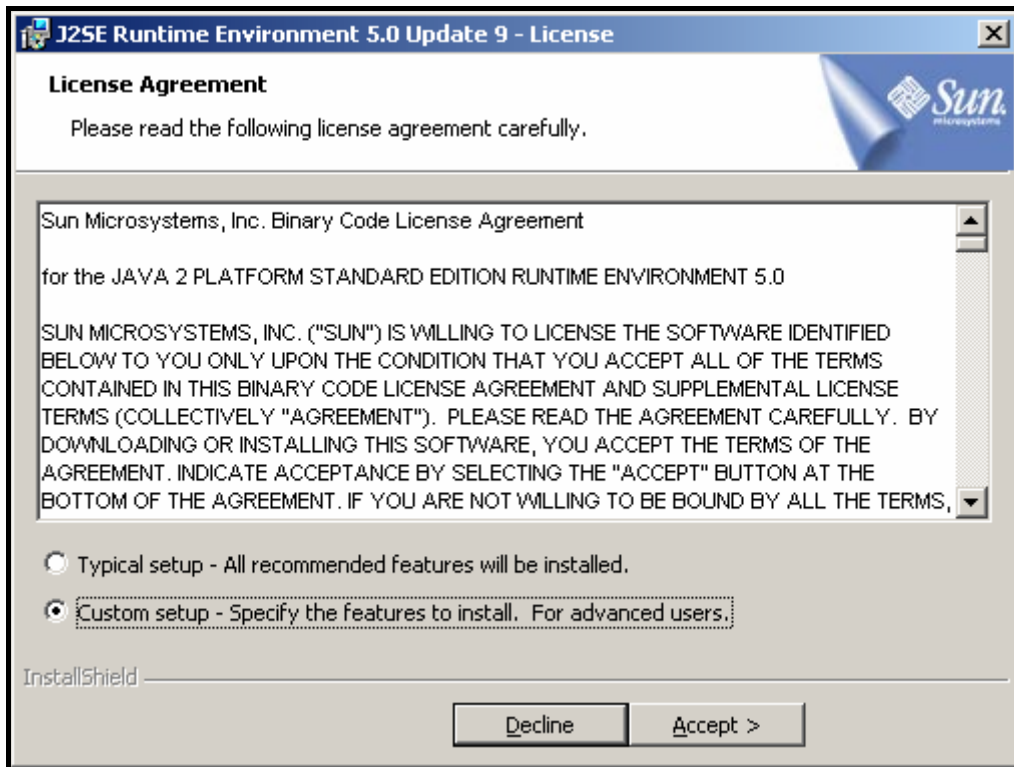 J2SE Runtime Environment 5.0 Update 9 - License
License Agreement
Please read the following license agreement carefully.
Sun
microsystems
Sun Microsystems, Inc. Binary Code License Agreement
for the JAVA 2 PLATFORM STANDARD EDITION RUNTIME ENVIRONMENT 5.0
SUN MICROSYSTEMS, INC. ("SUN") IS WILLING TO LICENSE THE SOFTWARE IDENTIFIED
BELOW TO YOU ONLY UPON THE CONDITION THAT YOU ACCEPT ALL OF THE TERMS
CONTAINED IN THIS BINARY CODE LICENSE AGREEMENT AND SUPPLEMENTAL LICENSE
TERMS (COLLECTIVELY "AGREEMENT").  PLEASE READ THE AGREEMENT CAREFULLY.  BY
DOWNLOADING OR INSTALLING THIS SOFTWARE, YOU ACCEPT THE TERMS OF THE
AGREEMENT. INDICATE ACCEPTANCE BY SELECTING THE "ACCEPT" BUTTON AT THE
BOTTOM OF THE AGREEMENT. IF YOU ARE NOT WILLING TO BE BOUND BY ALL THE TERMS,
Typical setup - All recommended features will be installed.
Custom setup - Specify the features to install.  For advanced users.
InstallShield
Decline
Accept >